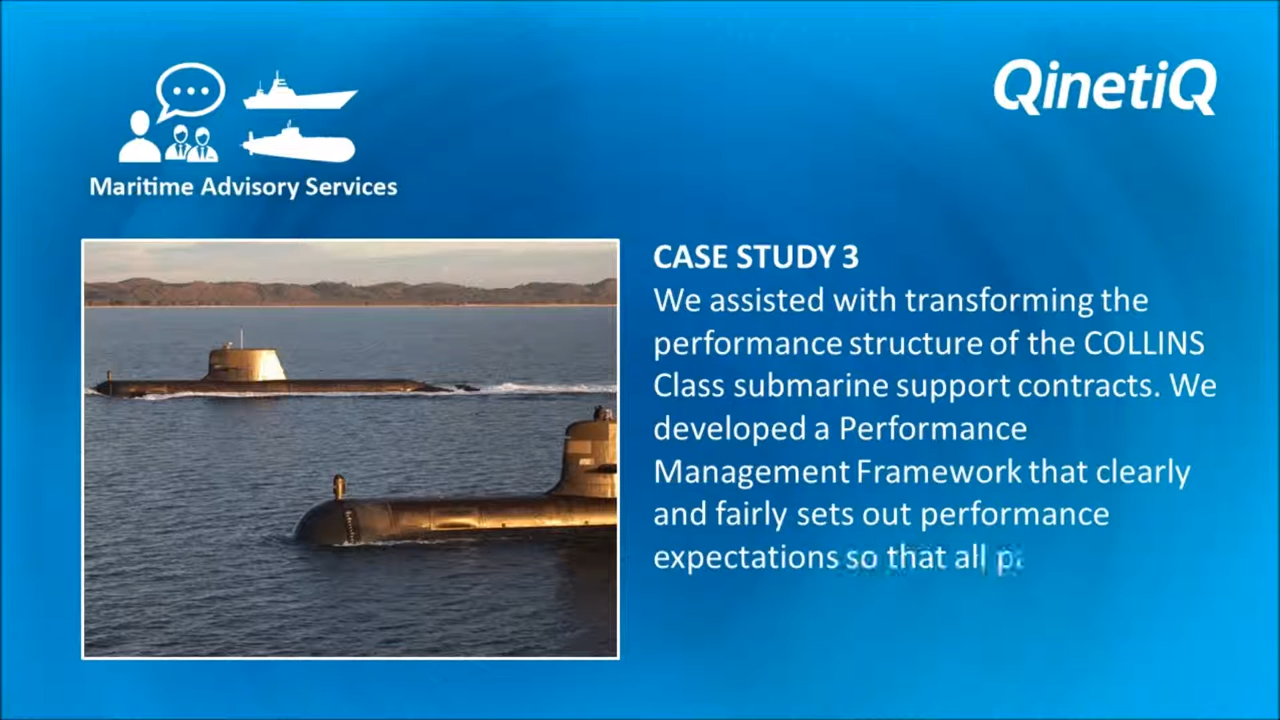 QinetiQ
Maritime Advisory Services
CASE STUDY 3
We assisted with transforming the
performance structure of the COLLINS
Class submarine support contracts. We
developed a Performance
Management Framework that clearly
and fairly sets out performance
expectations so that all